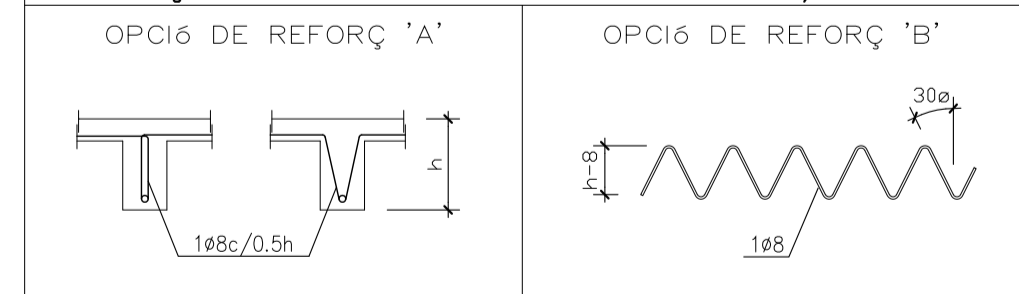 OPCIó DE REFORÇ 'A'
OPCIó DE REFORÇ 'B'
h
1ø8c/0.5h
30ø
h-8
1ø8